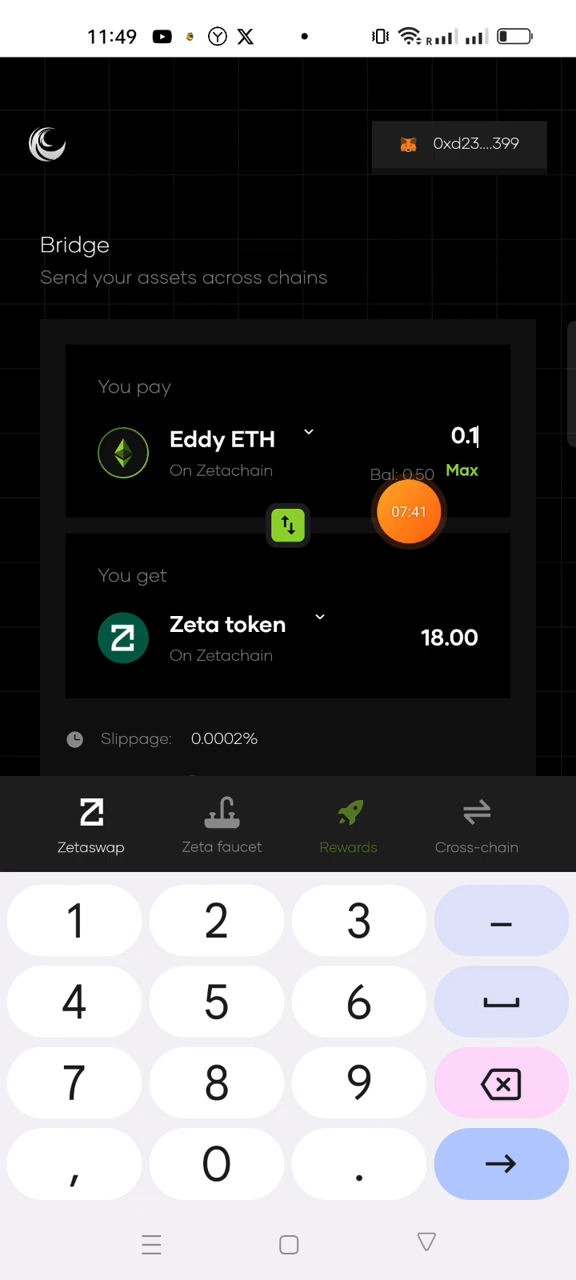 11:49
R
0xd23....399
Bridge
Send your assets across chains
You pay
Eddy ETH
0.1
On Zetachain
Bal: 0.50 Max
07:41
You get
Zeta token
18.00
On Zetachain
Slippage: 0.0002%
Zetaswap Zeta faucet Rewards Cross-chain
1 2 3 –
4 5 6
7 8 9
, 0 . →